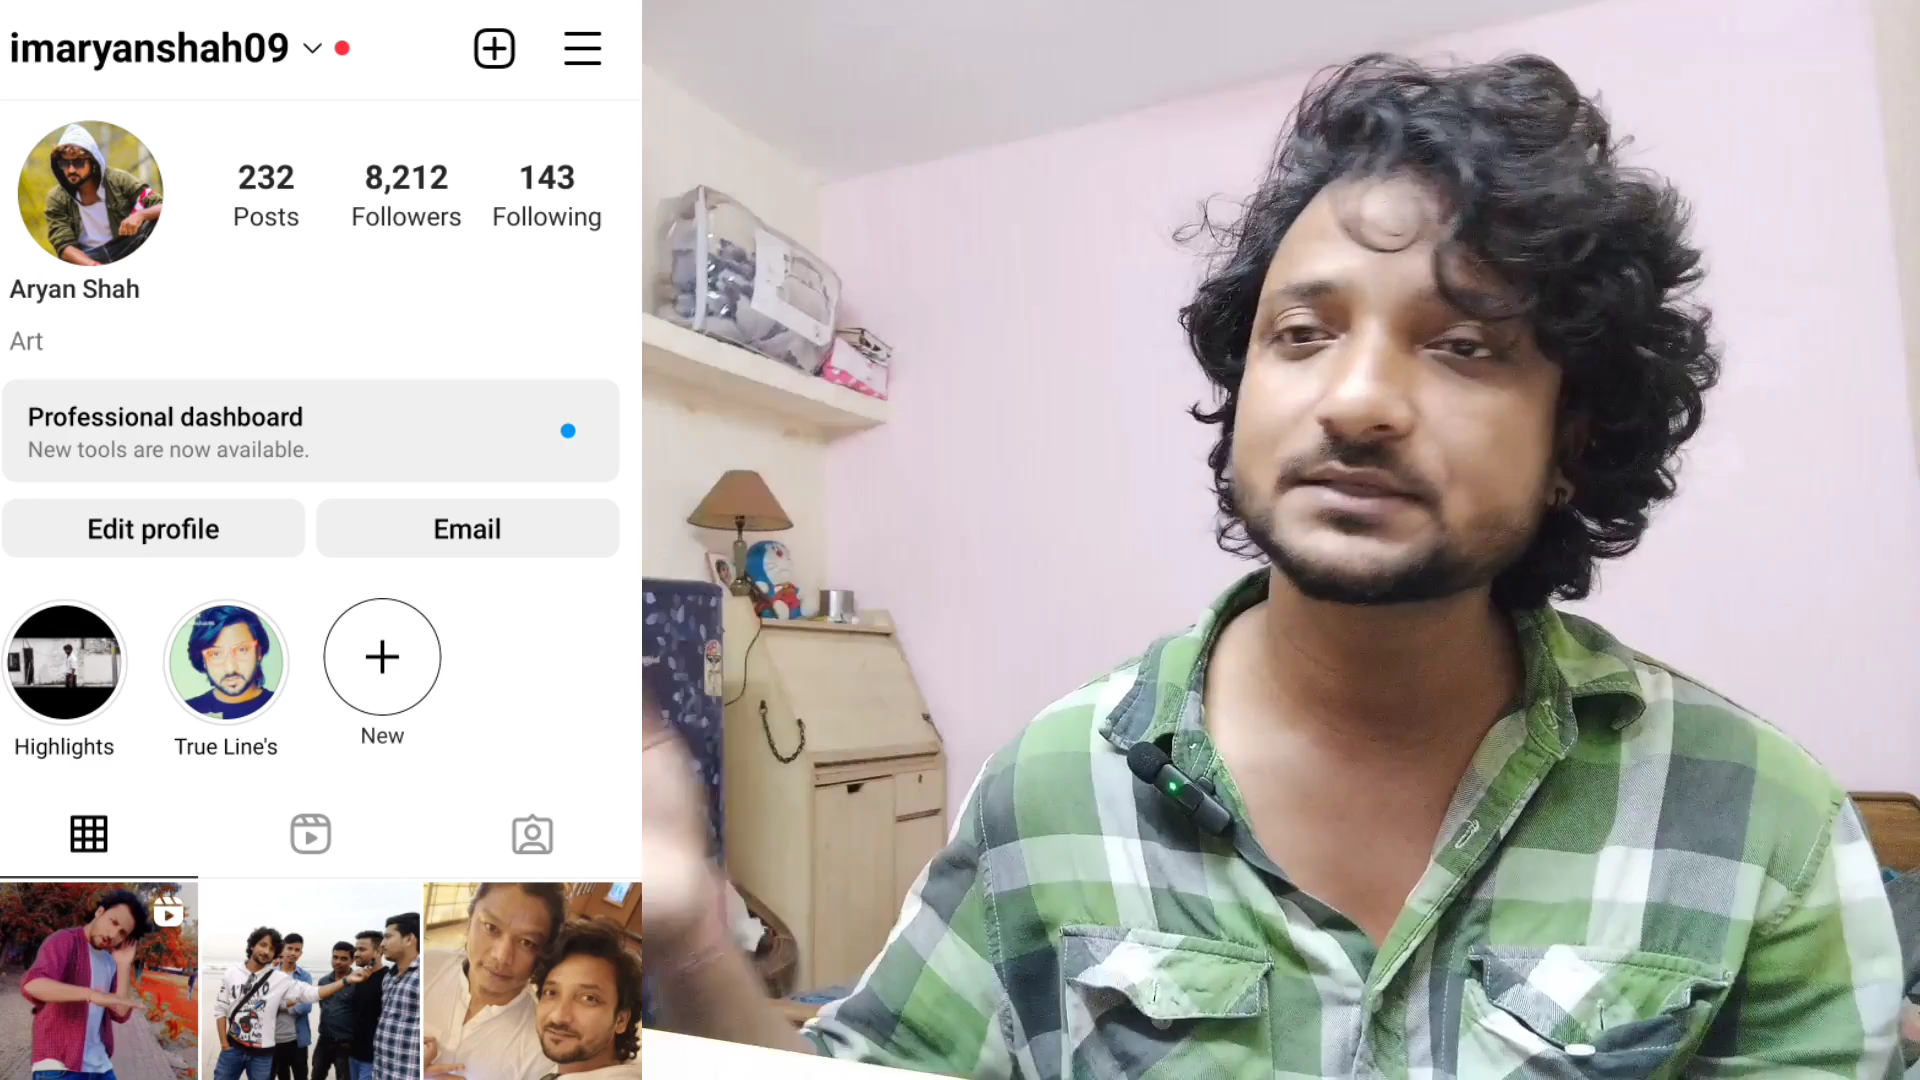 imaryanshah09
232
Posts
8,212
Followers
143
Following
Aryan Shah
Art
Professional dashboard
New tools are now available.
Edit profile
Email
Highlights
True Line's
New